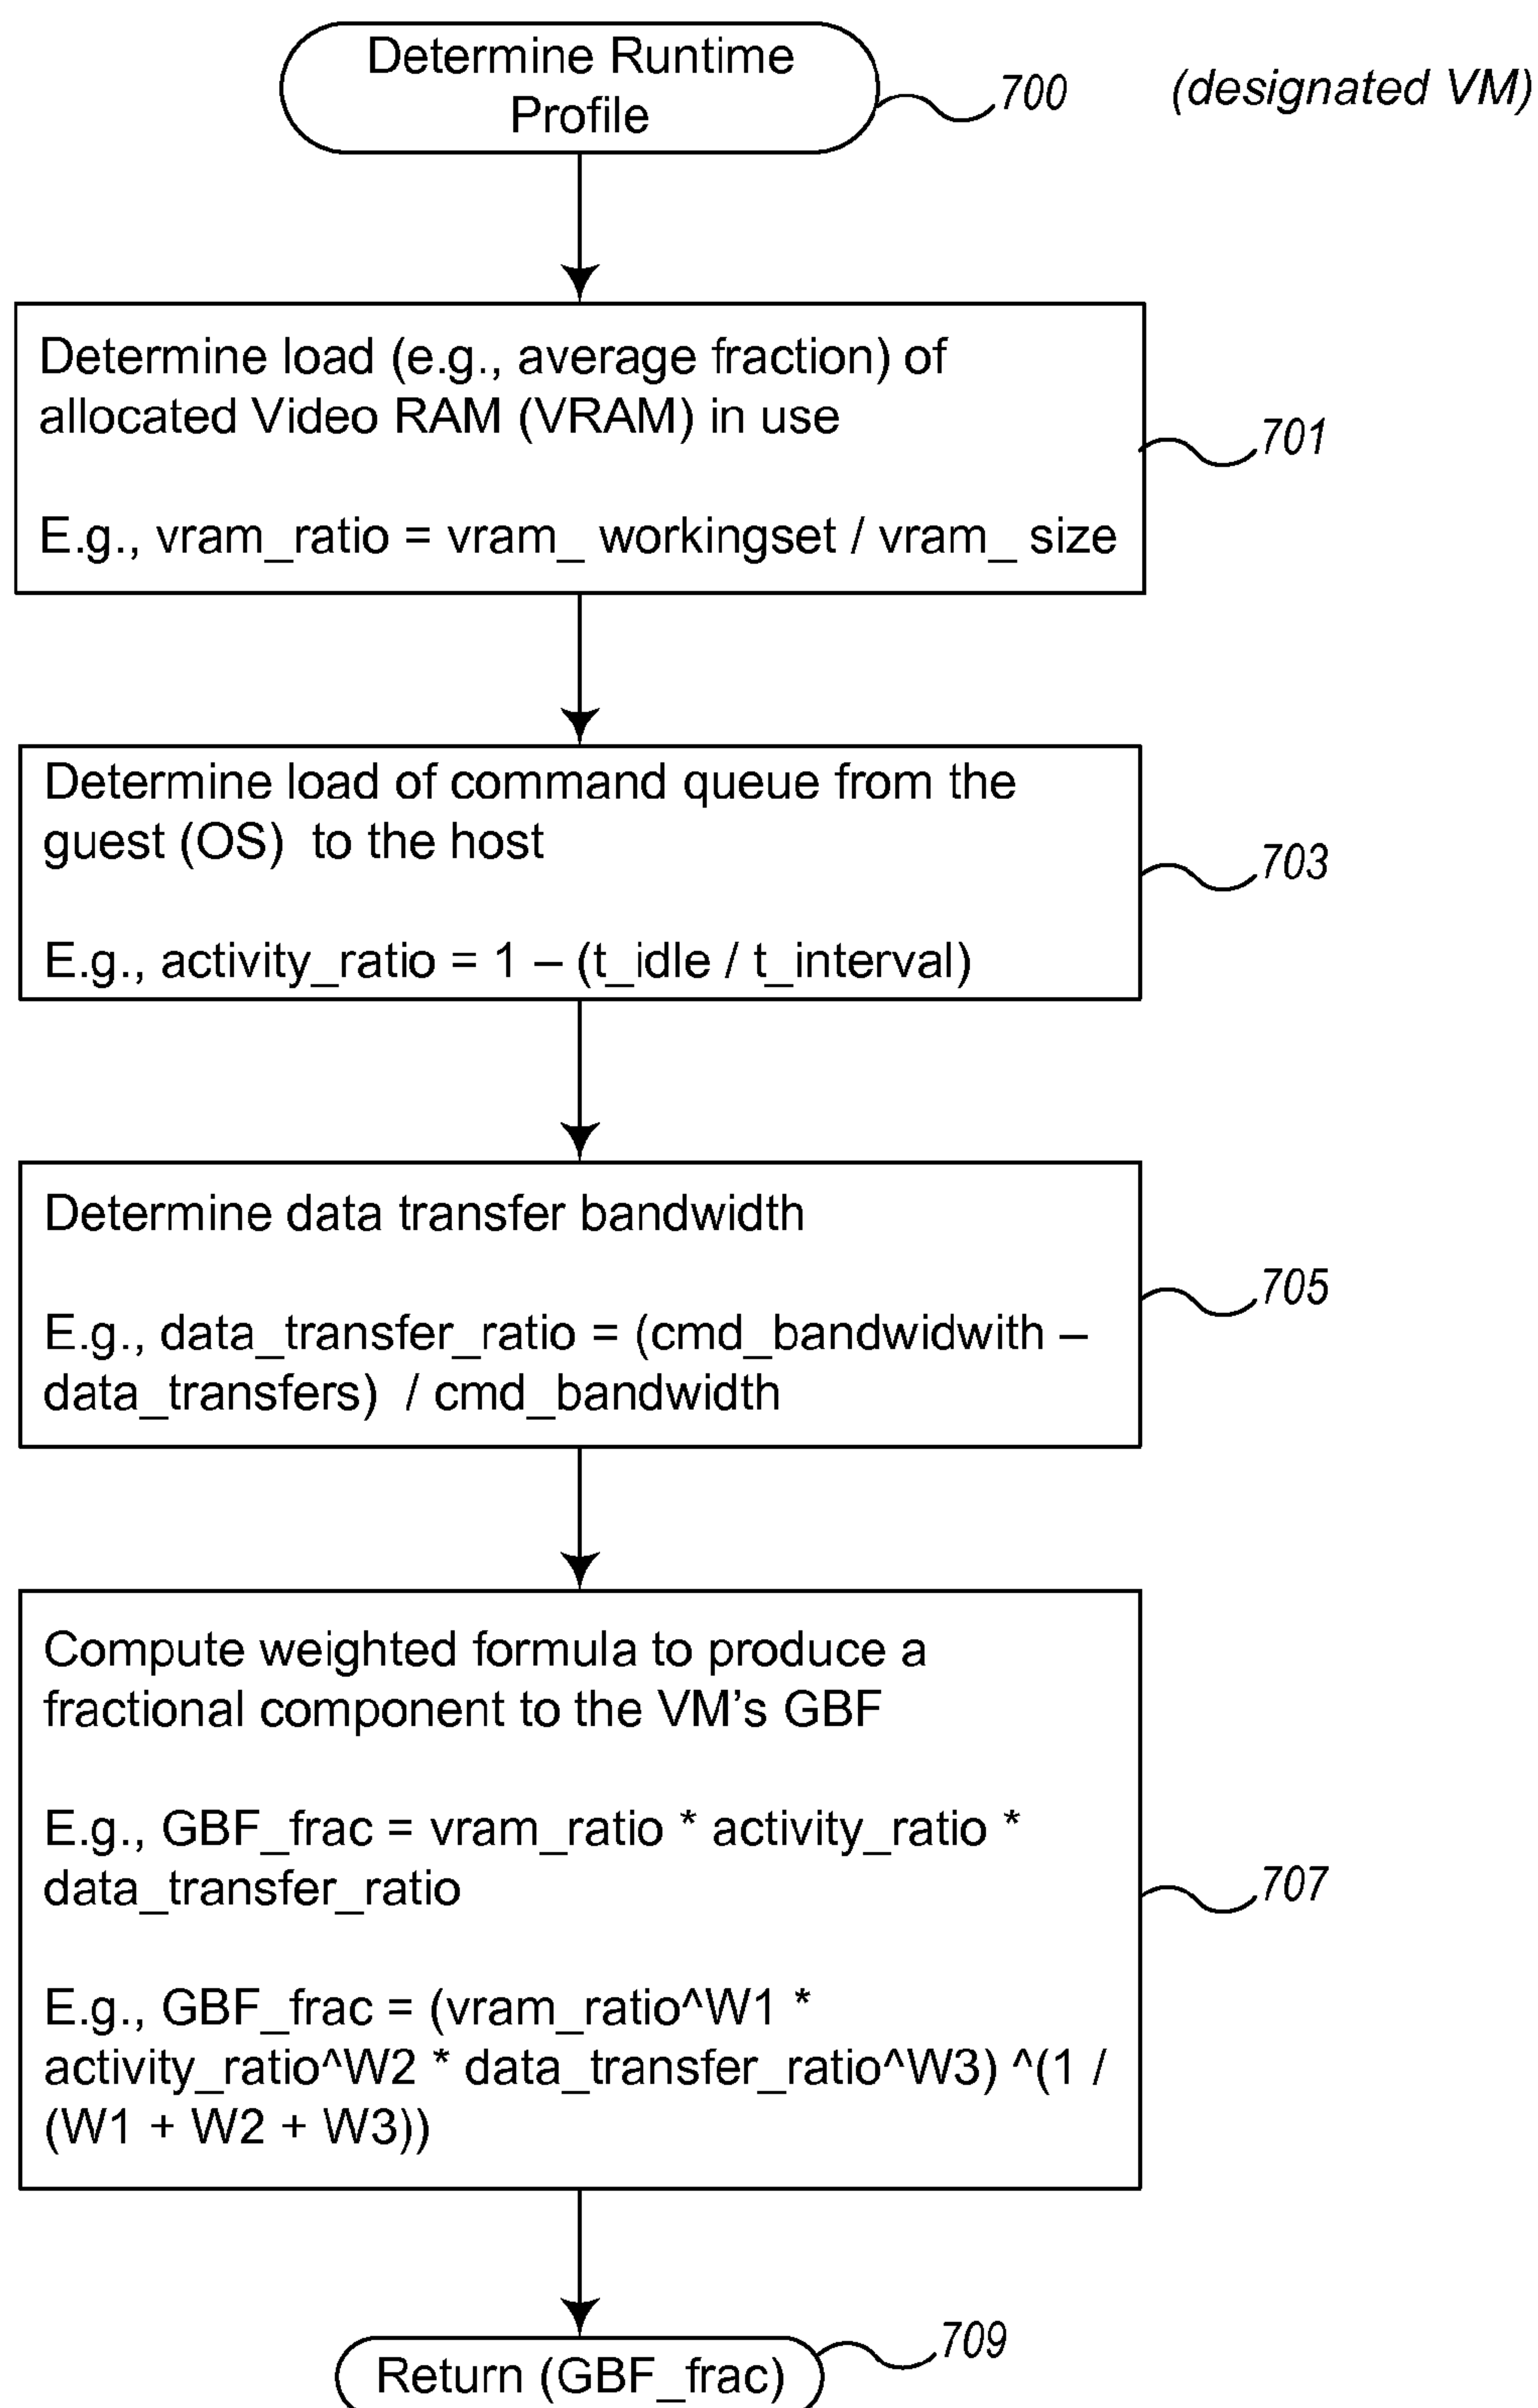 Determine Runtime
Profile
700
(designated VM)
Determine load (e.g., average fraction) of
allocated Video RAM (VRAM) in use
E.g., vram_ratio = vram_ workingset / vram_ size
701
Determine load of command queue from the
guest (OS)  to the host
E.g., activity_ratio = 1 – (t_idle / t_interval)
703
Determine data transfer bandwidth
E.g., data_transfer_ratio = (cmd_bandwidwith –
data_transfers)  / cmd_bandwidth
705
Compute weighted formula to produce a
fractional component to the VM's GBF
E.g., GBF_frac = vram_ratio * activity_ratio *
data_transfer_ratio
E.g., GBF_frac = (vram_ratio^W1 *
activity_ratio^W2 * data_transfer_ratio^W3) ^(1 /
(W1 + W2 + W3))
707
Return (GBF_frac)
709